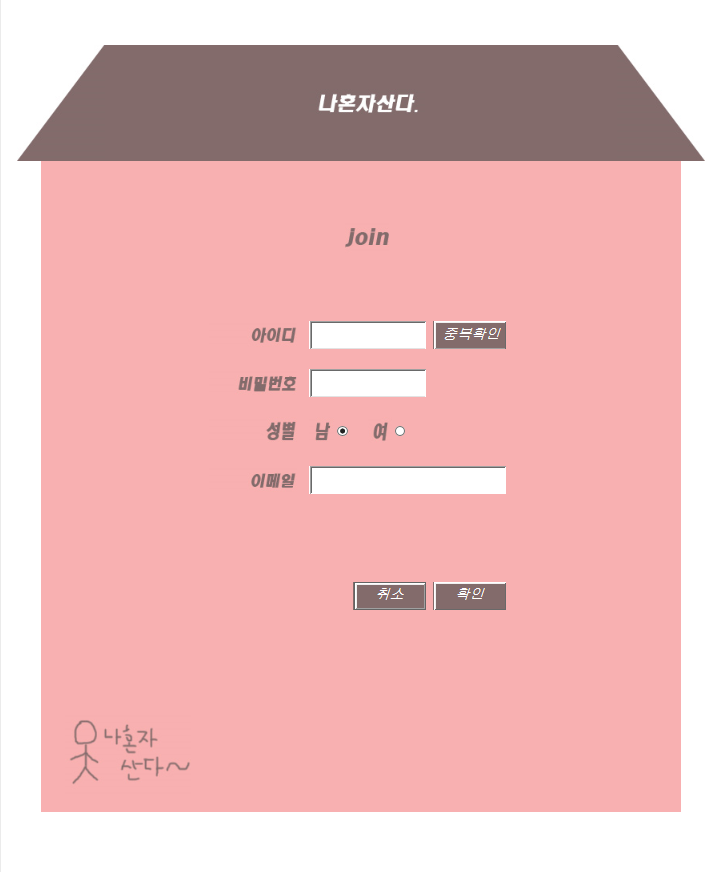 나혼자산다.
join
아이디 중복확인
비밀번호
성별 남 여
이메일
취소 확인
나혼자
산다~